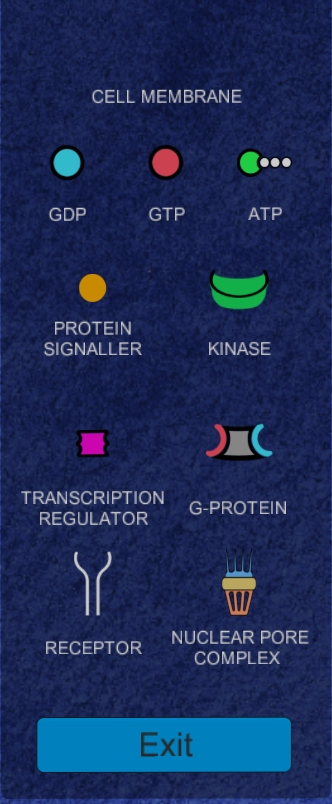 CELL MEMBRANE
GDP
GTP
ATP
PROTEIN
SIGNALLER
KINASE
TRANSCRIPTION
REGULATOR
G-PROTEIN
RECEPTOR
NUCLEAR PORE
COMPLEX
Exit